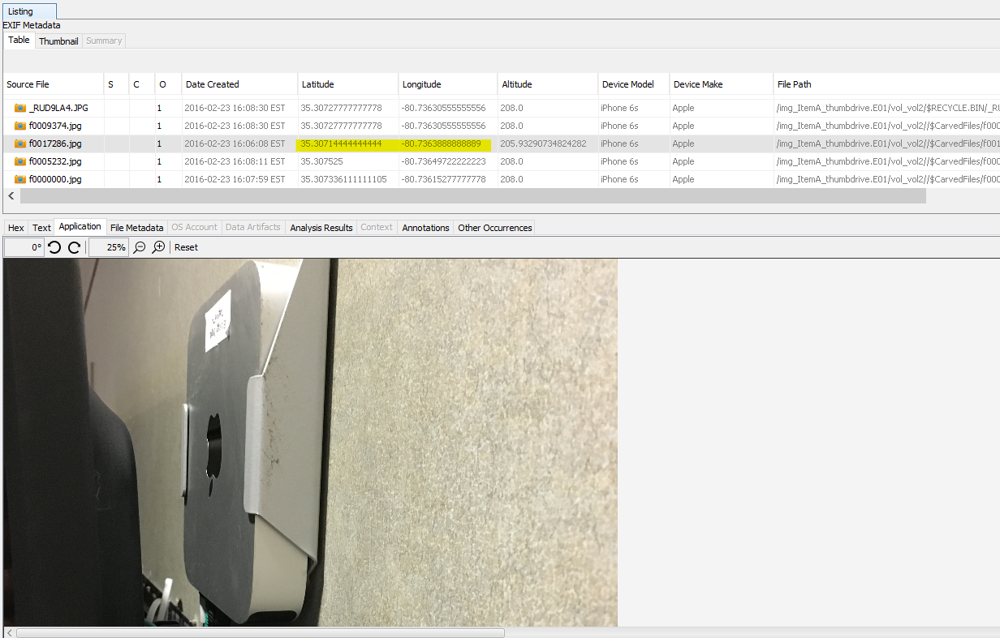 Listing
EXIF Metadata
Table Thumbnail Summary
Source File S C O Date Created Latitude Longitude Altitude Device Model Device Make File Path
_RUD9LA4.JPG 1 2016-02-23 16:08:30 EST 35.30727777777778 -80.73630555555556 208.0 iPhone 6s Apple /img_ItemA_thumbdrive.E01/vol_vol2/$RECYCLE.BIN/_RU
f0009374.jpg 1 2016-02-23 16:08:30 EST 35.30727777777778 -80.73630555555556 208.0 iPhone 6s Apple /img_ItemA_thumbdrive.E01/vol_vol2//$CarvedFiles/f000
f0017286.jpg 1 2016-02-23 16:06:08 EST 35.30714444444444 -80.7363888888889 205.93290734824282 iPhone 6s Apple /img_ItemA_thumbdrive.E01/vol_vol2//$CarvedFiles/f001
f0005232.jpg 1 2016-02-23 16:08:11 EST 35.307525 -80.73649722222223 208.0 iPhone 6s Apple /img_ItemA_thumbdrive.E01/vol_vol2//$CarvedFiles/f000
f0000000.jpg 1 2016-02-23 16:07:59 EST 35.307336111111105 -80.73615277777778 208.0 iPhone 6s Apple /img_ItemA_thumbdrive.E01/vol_vol2//$CarvedFiles/f000
Hex Text Application File Metadata OS Account Data Artifacts Analysis Results Context Annotations Other Occurrences
0° 25% Reset